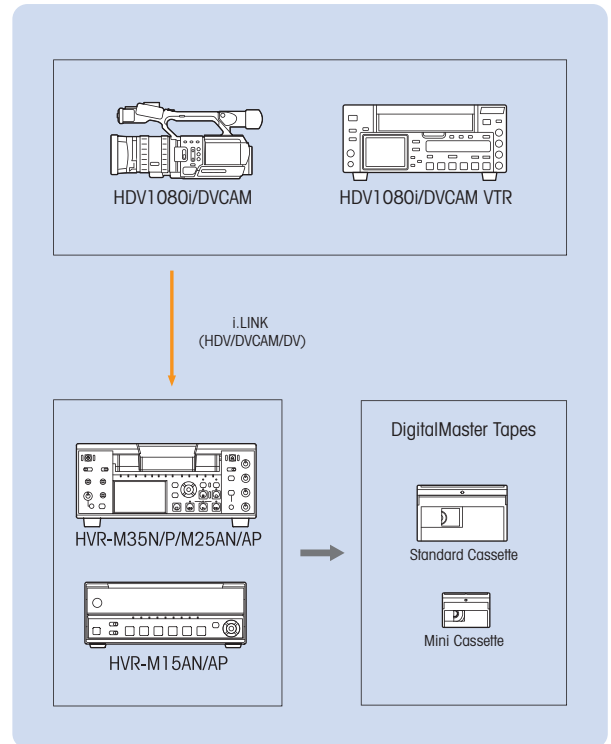 HDV1080i/DVCAM
HDV1080i/DVCAM VTR
i.LINK
(HDV/DVCAM/DV)
HVR-M35N/P/M25AN/AP
HVR-M15AN/AP
DigitalMaster Tapes
Standard Cassette
Mini Cassette